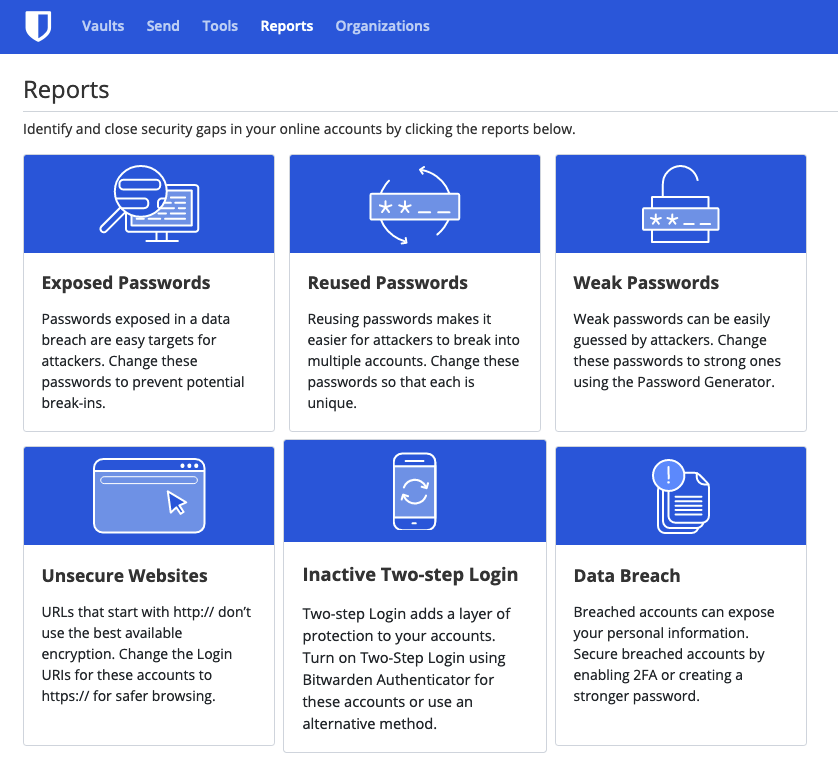 Vaults Send Tools Reports Organizations
Reports
Identify and close security gaps in your online accounts by clicking the reports below.
**__
**__
Exposed Passwords
Passwords exposed in a data
breach are easy targets for
attackers. Change these
passwords to prevent potential
break-ins.
Reused Passwords
Reusing passwords makes it
easier for attackers to break into
multiple accounts. Change these
passwords so that each is
unique.
Weak Passwords
Weak passwords can be easily
guessed by attackers. Change
these passwords to strong ones
using the Password Generator.
!
Unsecure Websites
URLs that start with http:// don’t
use the best available
encryption. Change the Login
URIs for these accounts to
https:// for safer browsing.
Inactive Two-step Login
Two-step Login adds a layer of
protection to your accounts.
Turn on Two-Step Login using
Bitwarden Authenticator for
these accounts or use an
alternative method.
Data Breach
Breached accounts can expose
your personal information.
Secure breached accounts by
enabling 2FA or creating a
stronger password.